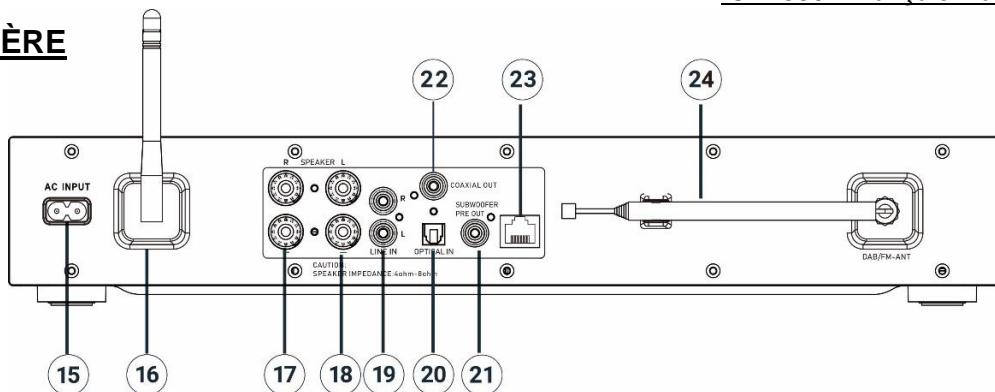 ÈRE
22
23
24
R SPEAKER L
AC INPUT
COAXIAL OUT
R
SUBWOOFER
PRE OUT
L
LINE IN
OPTICAL IN
DAB/FM-ANT
CAUTION:
SPEAKER IMPEDANCE:4ohm-8ohm
15
16
17
18
19
20
21